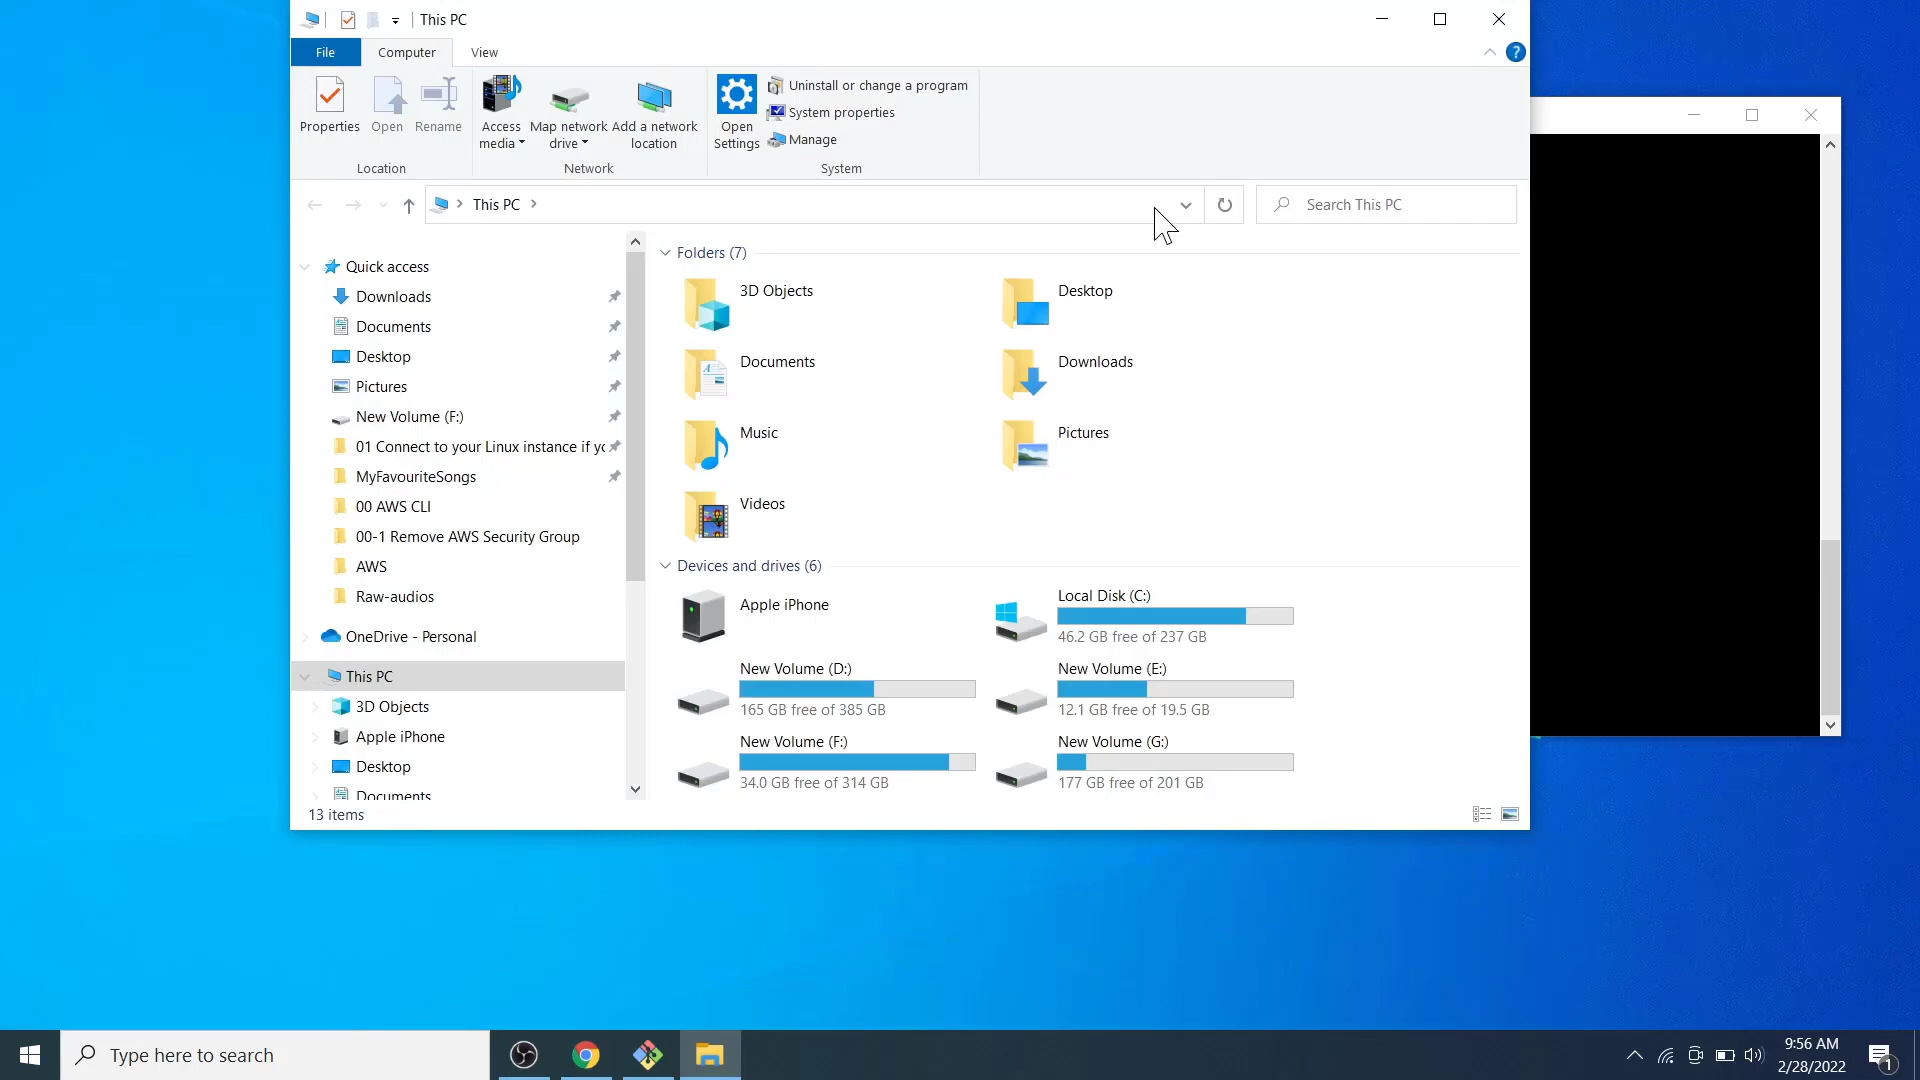 This PC
File
Computer
View
Properties
Open
Rename
Location
Access media
Map network drive
Add a network location
Network
Open Settings
Uninstall or change a program
System properties
Manage
System
This PC
Search This PC
Quick access
Downloads
Documents
Desktop
Pictures
New Volume (F:)
01 Connect to your Linux instance if yo
MyFavouriteSongs
00 AWS CLI
00-1 Remove AWS Security Group
AWS
Raw-audios
OneDrive - Personal
This PC
3D Objects
Apple iPhone
Desktop
Documents
Folders (7)
3D Objects
Desktop
Documents
Downloads
Music
Pictures
Videos
Devices and drives (6)
Apple iPhone
Local Disk (C:)
46.2 GB free of 237 GB
New Volume (D:)
165 GB free of 385 GB
New Volume (E:)
12.1 GB free of 19.5 GB
New Volume (F:)
34.0 GB free of 314 GB
New Volume (G:)
177 GB free of 201 GB
13 items
Type here to search
9:56 AM
2/28/2022
1